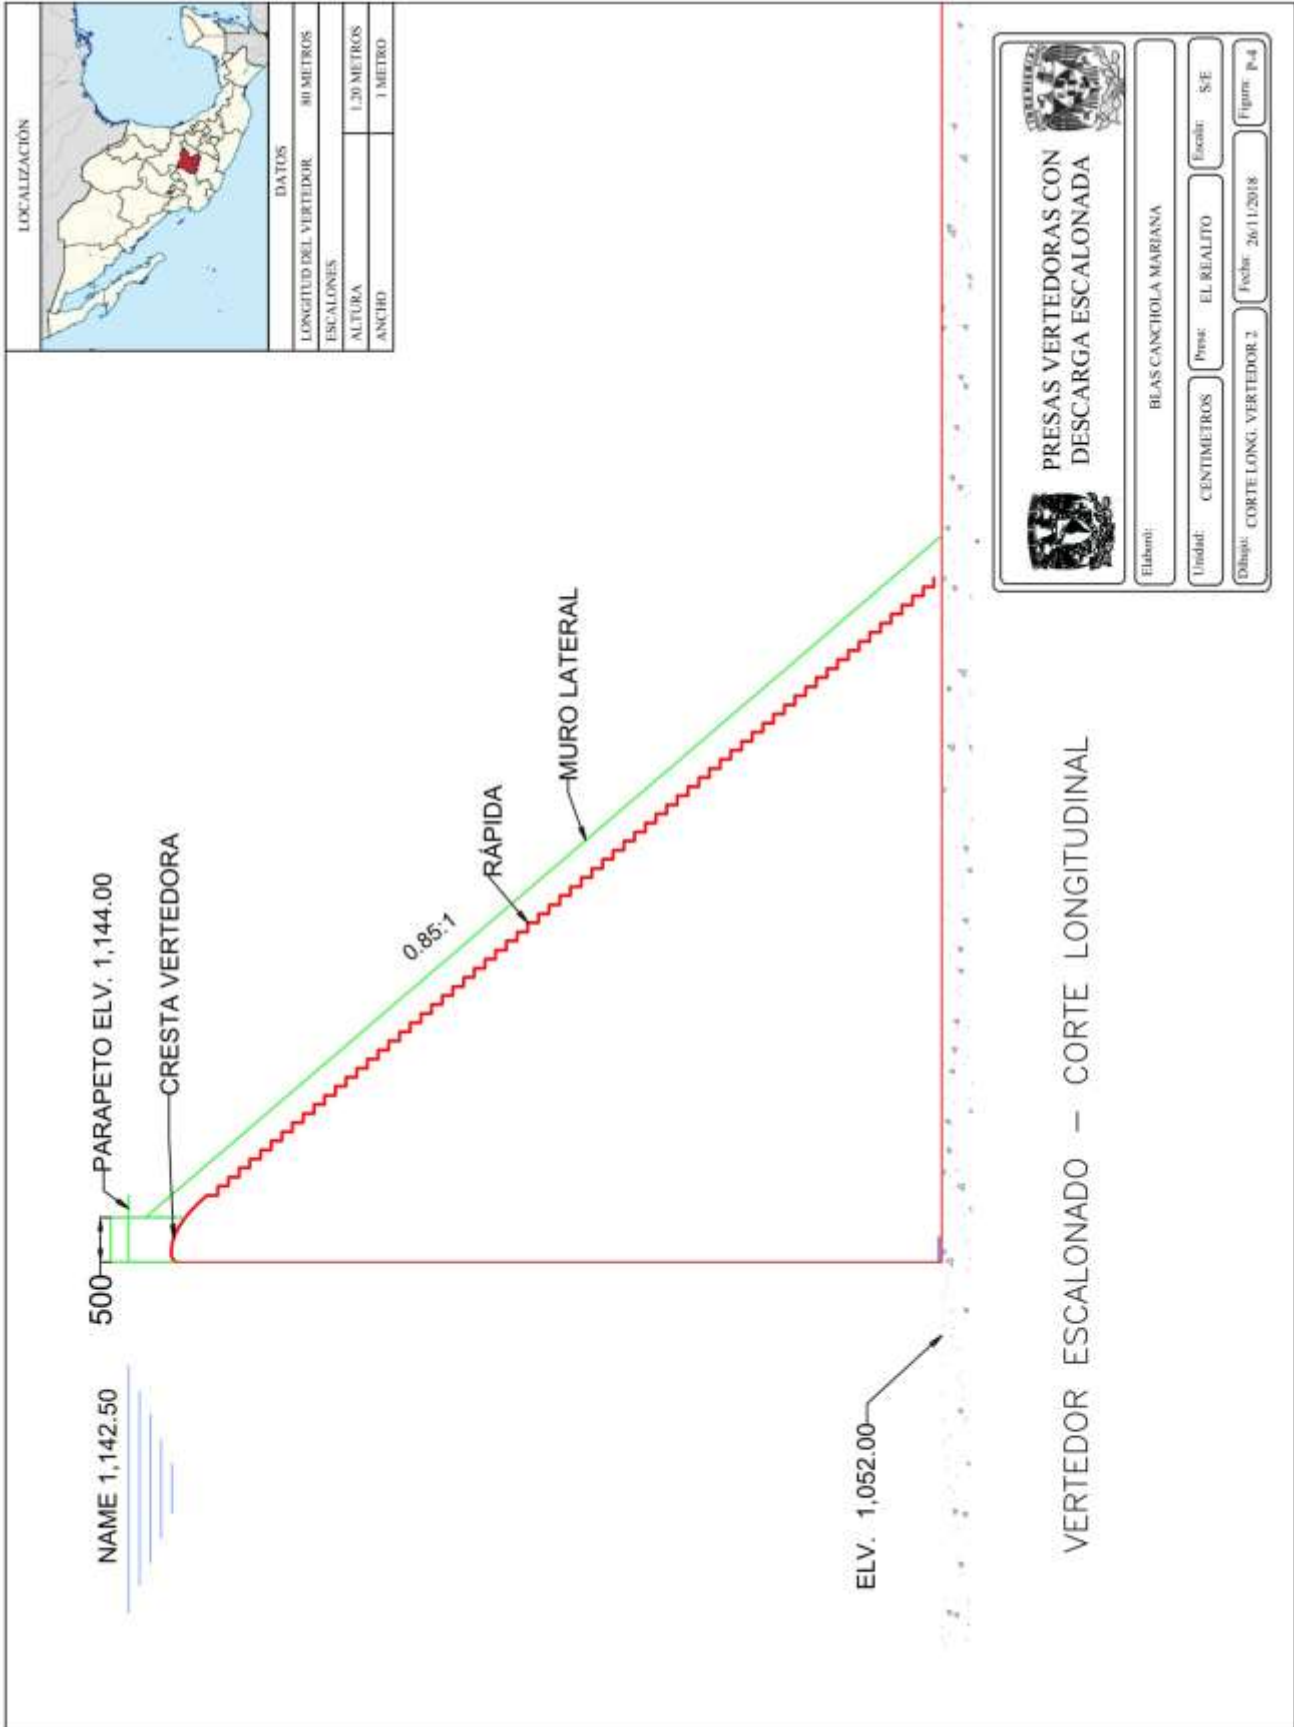 LOCALIZACIÓN
DATOS
LONGITUD DEL VERTEDOR 80 METROS
ESCALONES
ALTURA 1.20 METROS
ANCHO 1 METRO
NAME 1,142.50
500
PARAPETO ELV. 1,144.00
CRESTA VERTEDORA
0.85:1
RÁPIDA
MURO LATERAL
ELV. 1,052.00
VERTEDOR ESCALONADO – CORTE LONGITUDINAL
PRESAS VERTEDORAS CON
DESCARGA ESCALONADA
Elaboró: BLAS CANCHOLA MARIANA
Unidad: CENTIMETROS Presa: EL REALITO Escala: S/E
Dibujo: CORTE LONG. VERTEDOR 2 Fecha: 26/11/2018 Figura: P-4